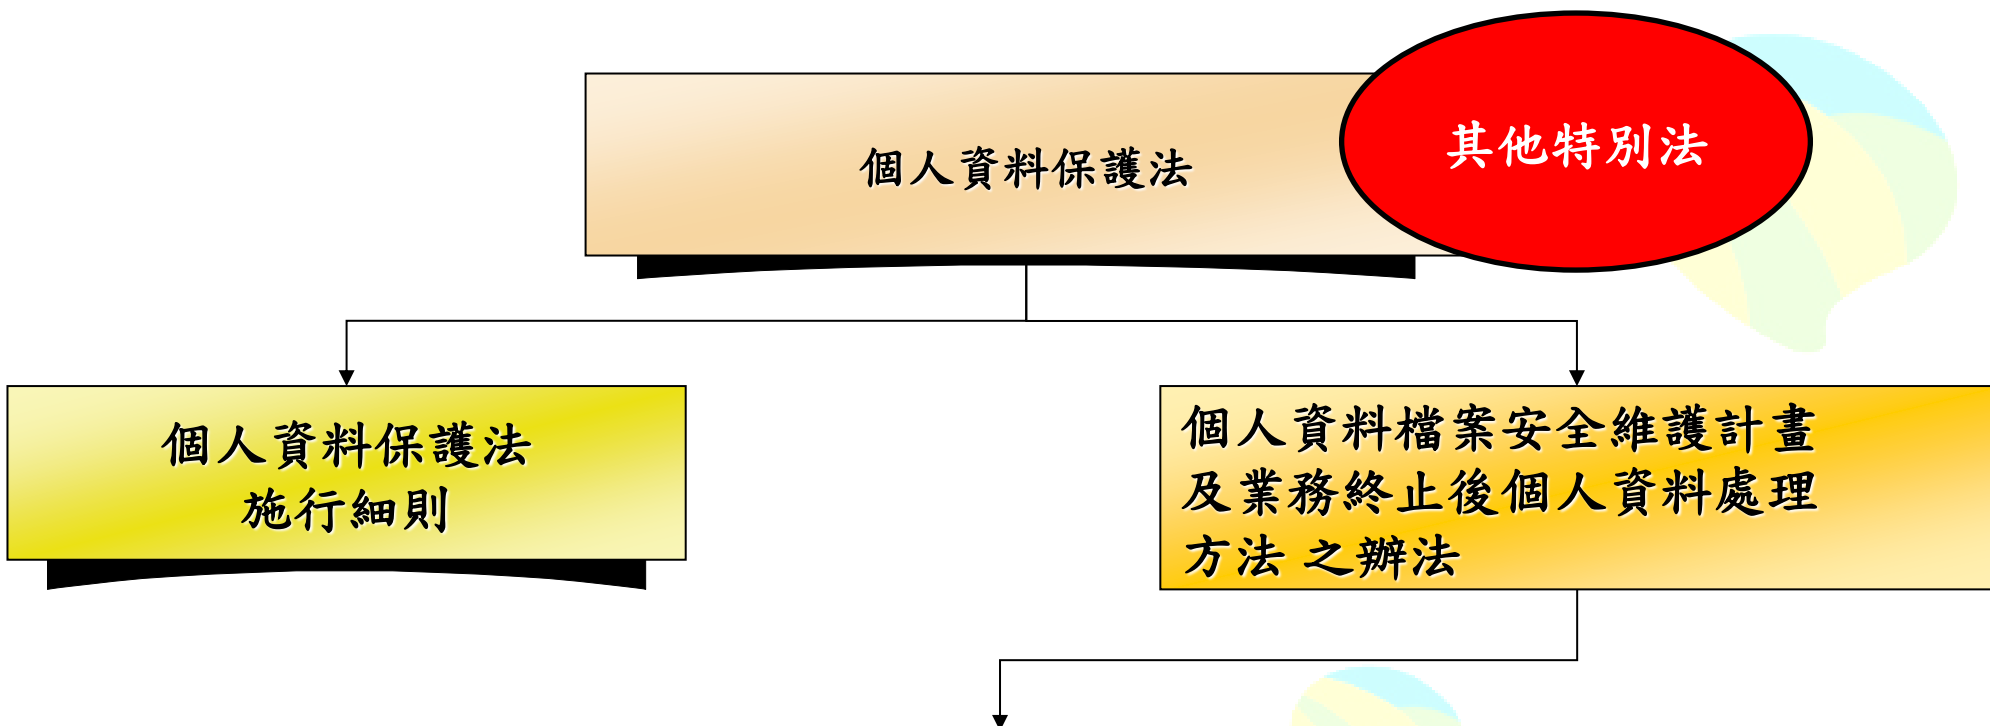 個人資料保護法
其他特別法
個人資料保護法
施行細則
個人資料檔案安全維護計畫
及業務終止後個人資料處理
方法 之辦法